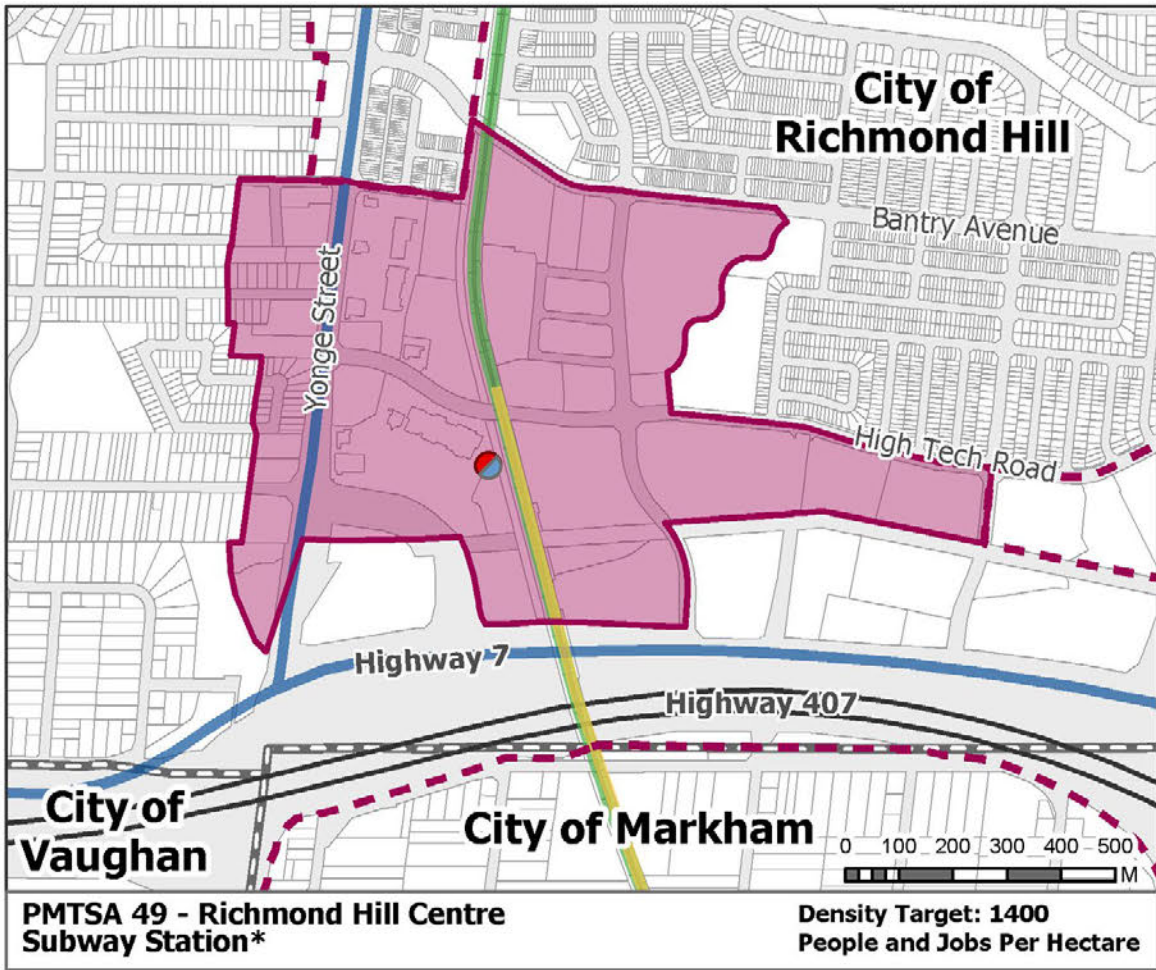 City of
Richmond Hill
Bantry Avenue
Yonge Street
High Tech Road
Highway 7
Highway 407
City of
Vaughan
City of Markham
0 100 200 300 400 500
M
PMTSA 49 - Richmond Hill Centre
Subway Station*
Density Target: 1400
People and Jobs Per Hectare